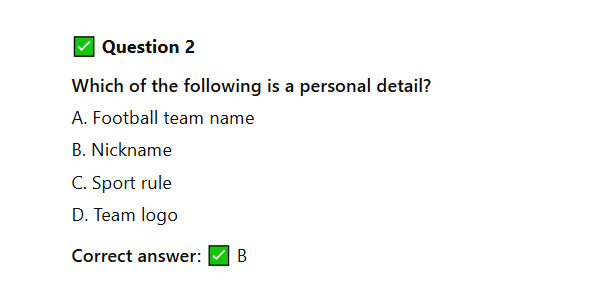 ✅ Question 2
Which of the following is a personal detail?
A. Football team name
B. Nickname
C. Sport rule
D. Team logo
Correct answer: ✅ B